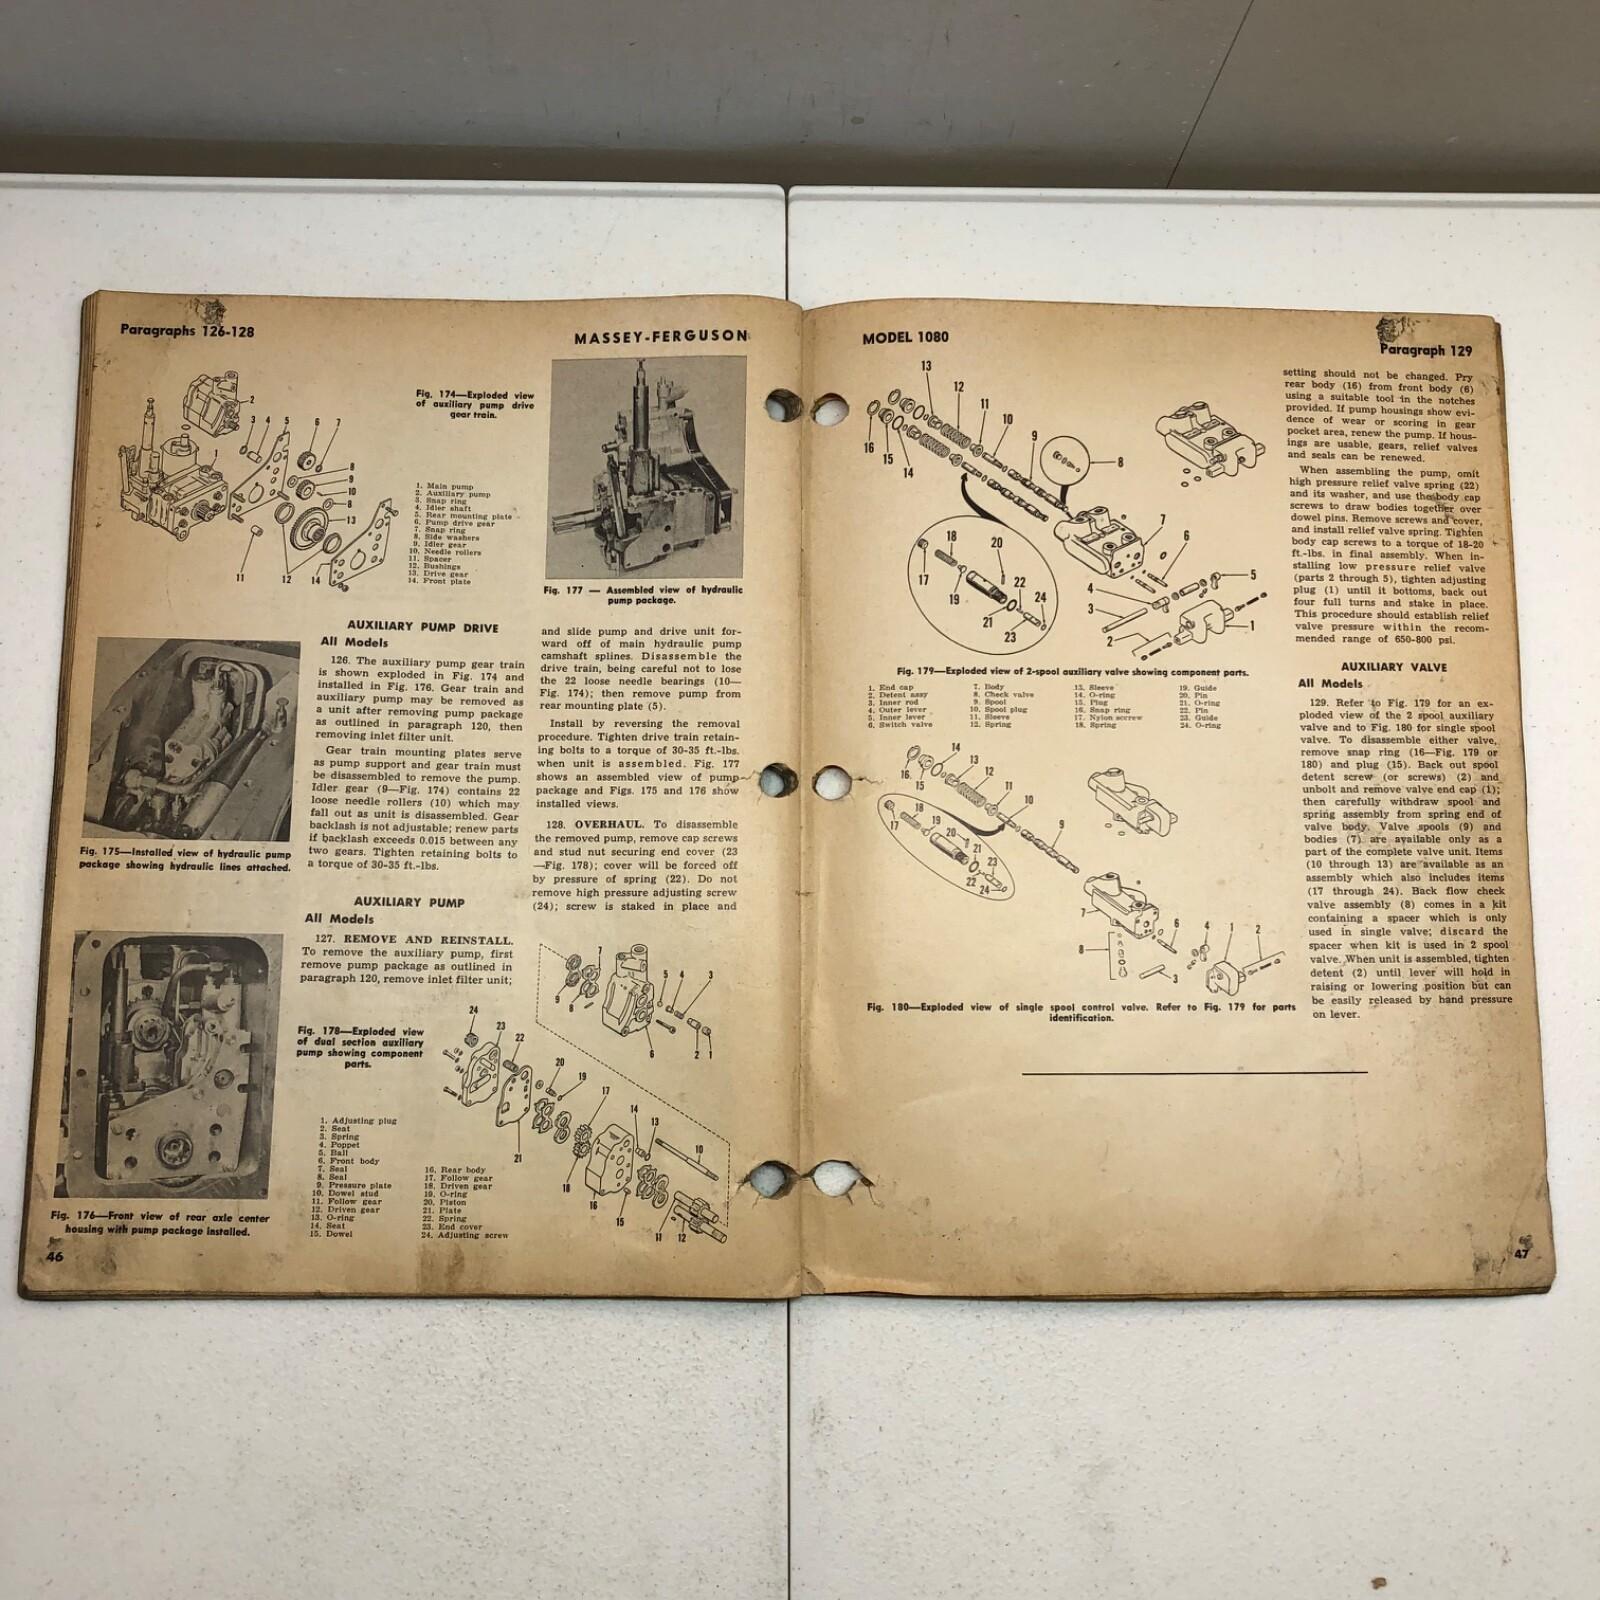 Paragraphs 126-128
MASSEY-FERGUSON
Fig. 174—Exploded view
of auxiliary pump drive
gear train.
1. Main pump
2. Auxiliary pump
3. Snap ring
4. Idler shaft
5. Rear mounting plate
6. Pump drive gear
7. Snap ring
8. Side washers
9. Idler gear
10. Needle rollers
11. Spacer
12. Bushings
13. Drive gear
14. Front plate
Fig. 177 — Assembled view of hydraulic
pump package.
Fig. 175—Installed view of hydraulic pump
package showing hydraulic lines attached.
Fig. 176—Front view of rear axle center
housing with pump package installed.
46
AUXILIARY PUMP DRIVE
All Models
126. The auxiliary pump gear train
is shown exploded in Fig. 174 and
installed in Fig. 176. Gear train and
auxiliary pump may be removed as
a unit after removing pump package
as outlined in paragraph 120, then
removing inlet filter unit.
Gear train mounting plates serve
as pump support and gear train must
be disassembled to remove the pump.
Idler gear (9—Fig. 174) contains 22
loose needle rollers (10) which may
fall out as unit is disassembled. Gear
backlash is not adjustable; renew parts
if backlash exceeds 0.015 between any
two gears. Tighten retaining bolts to
a torque of 30-35 ft.-lbs.
AUXILIARY PUMP
All Models
127. REMOVE AND REINSTALL.
To remove the auxiliary pump, first
remove pump package as outlined in
paragraph 120, remove inlet filter unit;
and slide pump and drive unit for-
ward off of main hydraulic pump
camshaft splines. Disassemble the
drive train, being careful not to lose
the 22 loose needle bearings (10—
Fig. 174); then remove pump from
rear mounting plate (5).
Install by reversing the removal
procedure. Tighten drive train retain-
ing bolts to a torque of 30-35 ft.-lbs.
when unit is assembled. Fig. 177
shows an assembled view of pump
package and Figs. 175 and 176 show
installed views.
128. OVERHAUL. To disassemble
the removed pump, remove cap screws
and stud nut securing end cover (23
—Fig. 178); cover will be forced off
by pressure of spring (22). Do not
remove high pressure adjusting screw
(24); screw is staked in place and
Fig. 178—Exploded view
of dual section auxiliary
pump showing component
parts.
1. Adjusting plug
2. Seat
3. Spring
4. Poppet
5. Ball
6. Front body
7. Seal
8. Seal
9. Pressure plate
10. Dowel stud
11. Follow gear
12. Driven gear
13. O-ring
14. Seat
15. Dowel
16. Rear body
17. Follow gear
18. Driven gear
19. O-ring
20. Piston
21. Plate
22. Spring
23. End cover
24. Adjusting screw
MODEL 1080
Paragraph 129
Fig. 179—Exploded view of 2-spool auxiliary valve showing component parts.
1. End cap
2. Detent assy
3. Inner rod
4. Outer lever
5. Inner lever
6. Switch valve
7. Body
8. Check valve
9. Spool
10. Spool plug
11. Sleeve
12. Spring
13. Sleeve
14. O-ring
15. Plug
16. Snap ring
17. Nylon screw
18. Spring
19. Guide
20. Pin
21. O-ring
22. Pin
23. Guide
24. O-ring
Fig. 180—Exploded view of single spool control valve. Refer to Fig. 179 for parts
identification.
setting should not be changed. Pry
rear body (16) from front body (6)
using a suitable tool in the notches
provided. If pump housings show evi-
dence of wear or scoring in gear
pocket area, renew the pump. If hous-
ings are usable, gears, relief valves
and seals can be renewed.
When assembling the pump, omit
high pressure relief valve spring (22)
and its washer, and use the body cap
screws to draw bodies together over
dowel pins. Remove screws and cover,
and install relief valve spring. Tighten
body cap screws to a torque of 18-20
ft.-lbs. in final assembly. When in-
stalling low pressure relief valve
(parts 2 through 5), tighten adjusting
plug (1) until it bottoms, back out
four full turns and stake in place.
This procedure should establish relief
valve pressure within the recom-
mended range of 650-800 psi.
AUXILIARY VALVE
All Models
129. Refer to Fig. 179 for an ex-
ploded view of the 2 spool auxiliary
valve and to Fig. 180 for single spool
valve. To disassemble either valve,
remove snap ring (16—Fig. 179 or
180) and plug (15). Back out spool
detent screw (or screws) (2) and
unbolt and remove valve end cap (1);
then carefully withdraw spool and
spring assembly from spring end of
valve body. Valve spools (9) and
bodies (7) are available only as a
part of the complete valve unit. Items
(10 through 13) are available as an
assembly which also includes items
(17 through 24). Back flow check
valve assembly (8) comes in a kit
containing a spacer which is only
used in single valve; discard the
spacer when kit is used in 2 spool
valve. When unit is assembled, tighten
detent (2) until lever will hold in
raising or lowering position but can
be easily released by hand pressure
on lever.
47